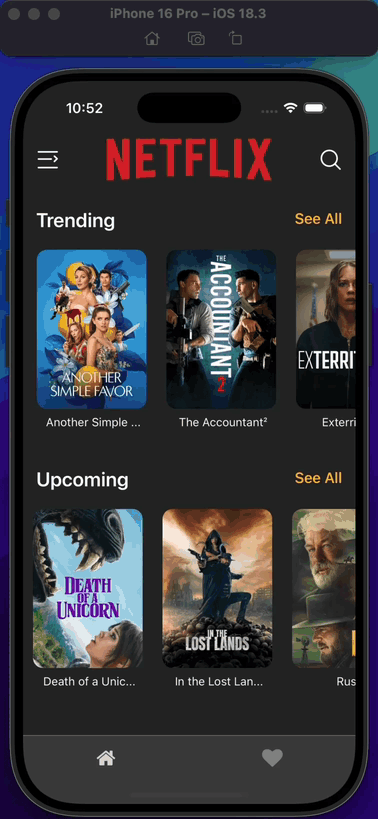 iPhone 16 Pro – iOS 18.3
10:52
NETFLIX
Trending
See All
ANOTHER
SIMPLE FAVOR
THE
ACCOUNTANT
2
EXTERRI
Another Simple ...
The Accountant²
Exterri
Upcoming
See All
DEATH
OF A
UNICORN
IN THE
LOST LANDS
Death of a Unic...
In the Lost Lan...
Rus